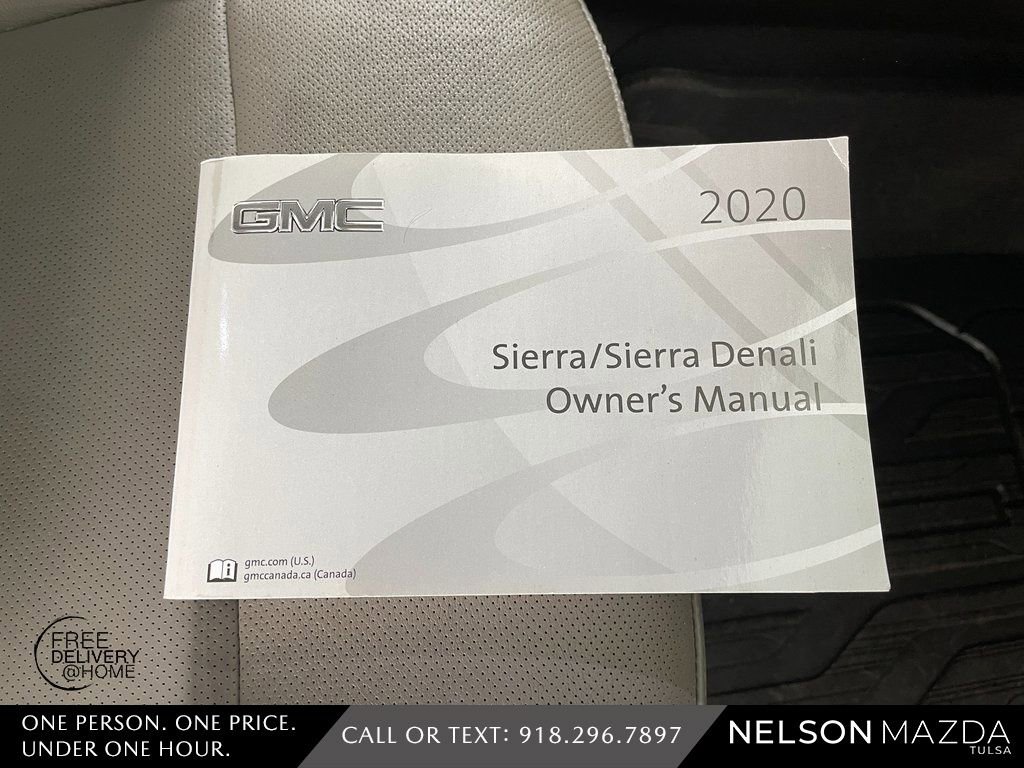 GMC
2020
Sierra/Sierra Denali
Owner's Manual
gmc.com (U.S.)
gmccanada.ca (Canada)
FREE
DELIVERY
@HOME
ONE PERSON. ONE PRICE.
UNDER ONE HOUR.
CALL OR TEXT: 918.296.7897
NELSON MAZDA
TULSA